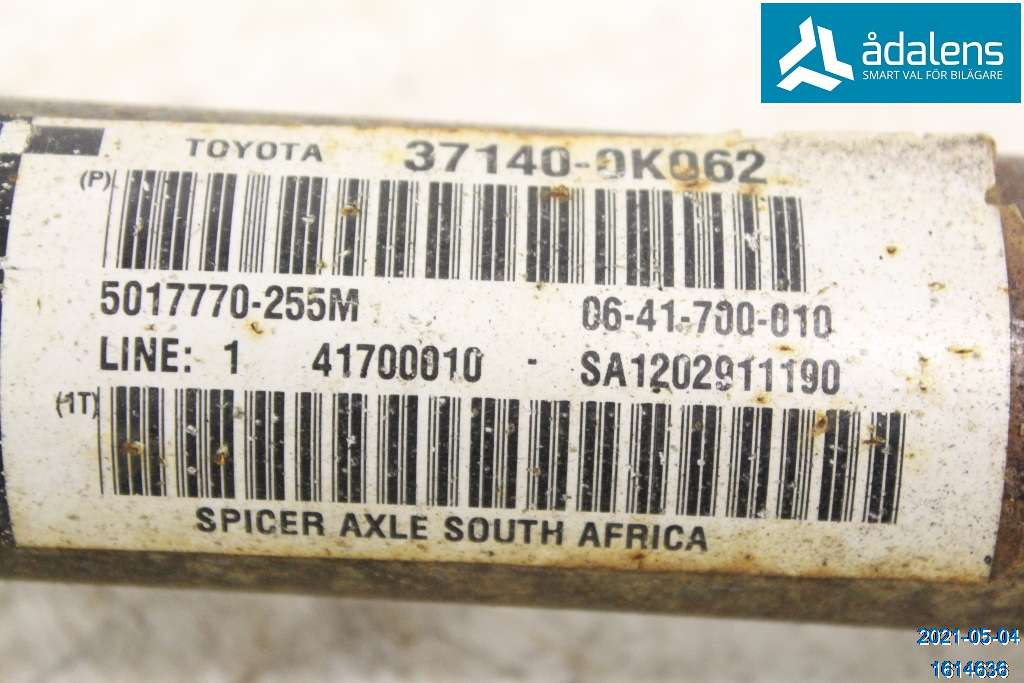 ådalens
SMART VAL FÖR BILÄGARE
TOYOTA 37140-0K062
(P)
5017770-255M 06-41-700-010
LINE: 1 41700010 - SA1202911190
(1T)
SPICER AXLE SOUTH AFRICA
2021-05-04
1614636